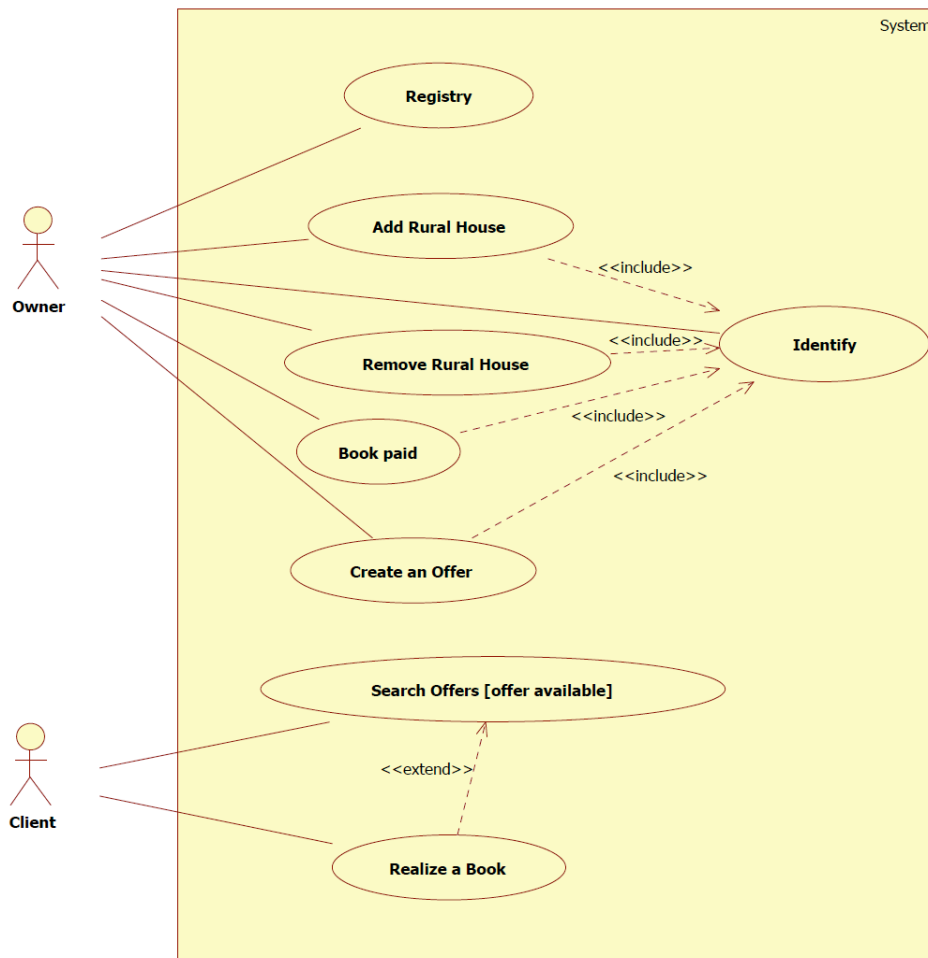 System
Registry
Add Rural House
<<include>>
Owner
Remove Rural House
<<include>>
Identify
<<include>>
Book paid
<<include>>
Create an Offer
Search Offers [offer available]
<<extend>>
Client
Realize a Book